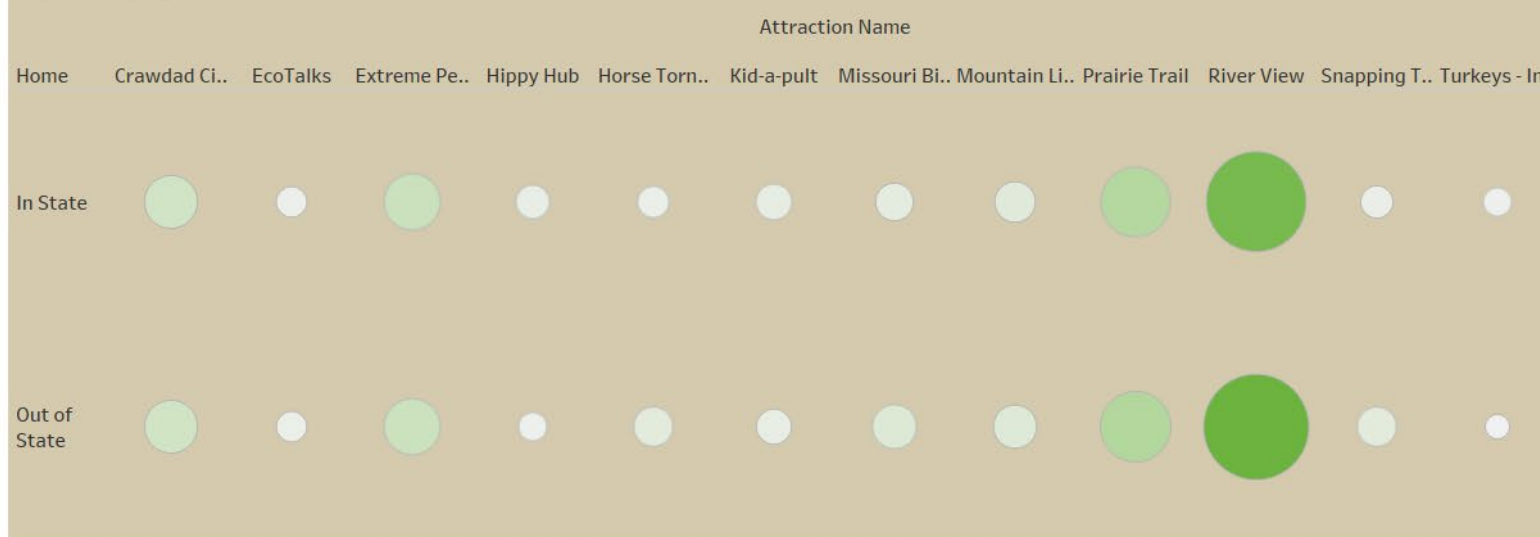 Attraction Name
Home Crawdad Ci.. EcoTalks Extreme Pe.. Hippy Hub Horse Torn.. Kid-a-pult Missouri Bi.. Mountain Li.. Prairie Trail River View Snapping T.. Turkeys - In
In State
Out of
State